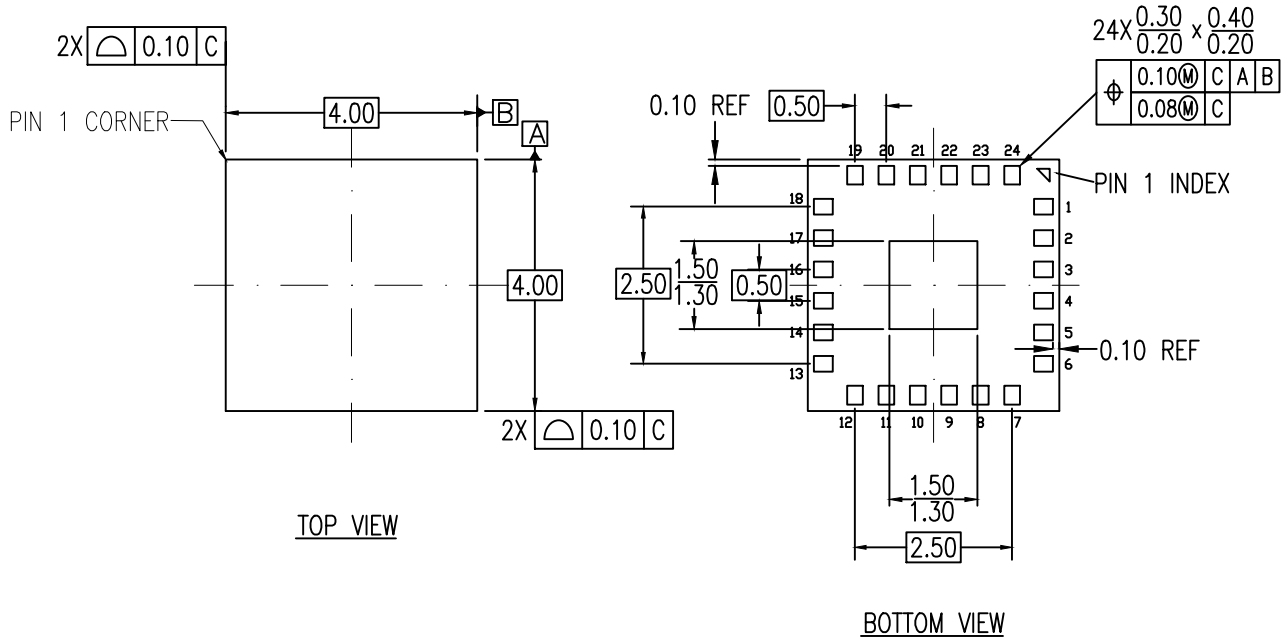 2X ⌓ 0.10 C
PIN 1 CORNER
4.00
B
A
4.00
2X ⌓ 0.10 C
TOP VIEW
24X 0.30/0.20 x 0.40/0.20
⌖ 0.10Ⓜ C A B
0.08Ⓜ C
0.10 REF
0.50
19 20 21 22 23 24
PIN 1 INDEX
18
17
16
15
14
13
1
2
3
4
5
6
2.50
1.50
1.30
0.50
0.10 REF
12 11 10 9 8 7
1.50
1.30
2.50
BOTTOM VIEW